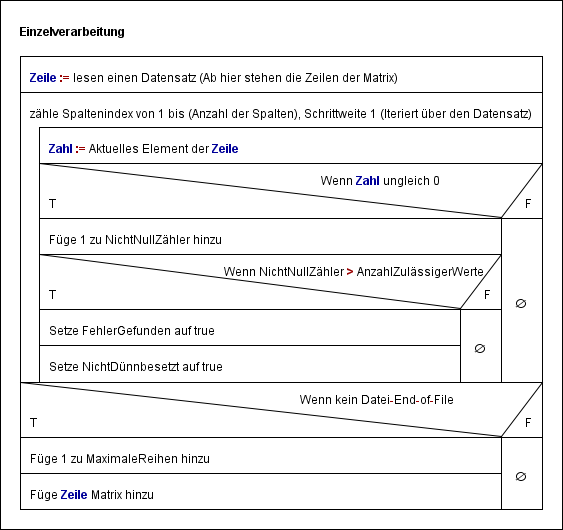 Einzelverarbeitung
Zeile := lesen einen Datensatz (Ab hier stehen die Zeilen der Matrix)
zähle Spaltenindex von 1 bis (Anzahl der Spalten), Schrittweite 1 (Iteriert über den Datensatz)
Zahl := Aktuelles Element der Zeile
Wenn Zahl ungleich 0
T F
Füge 1 zu NichtNullZähler hinzu
Wenn NichtNullZähler > AnzahlZulässigerWerte
T F
∅
Setze FehlerGefunden auf true
∅
Setze NichtDünnbesetzt auf true
Wenn kein Datei-End-of-File
T F
Füge 1 zu MaximaleReihen hinzu
∅
Füge Zeile Matrix hinzu